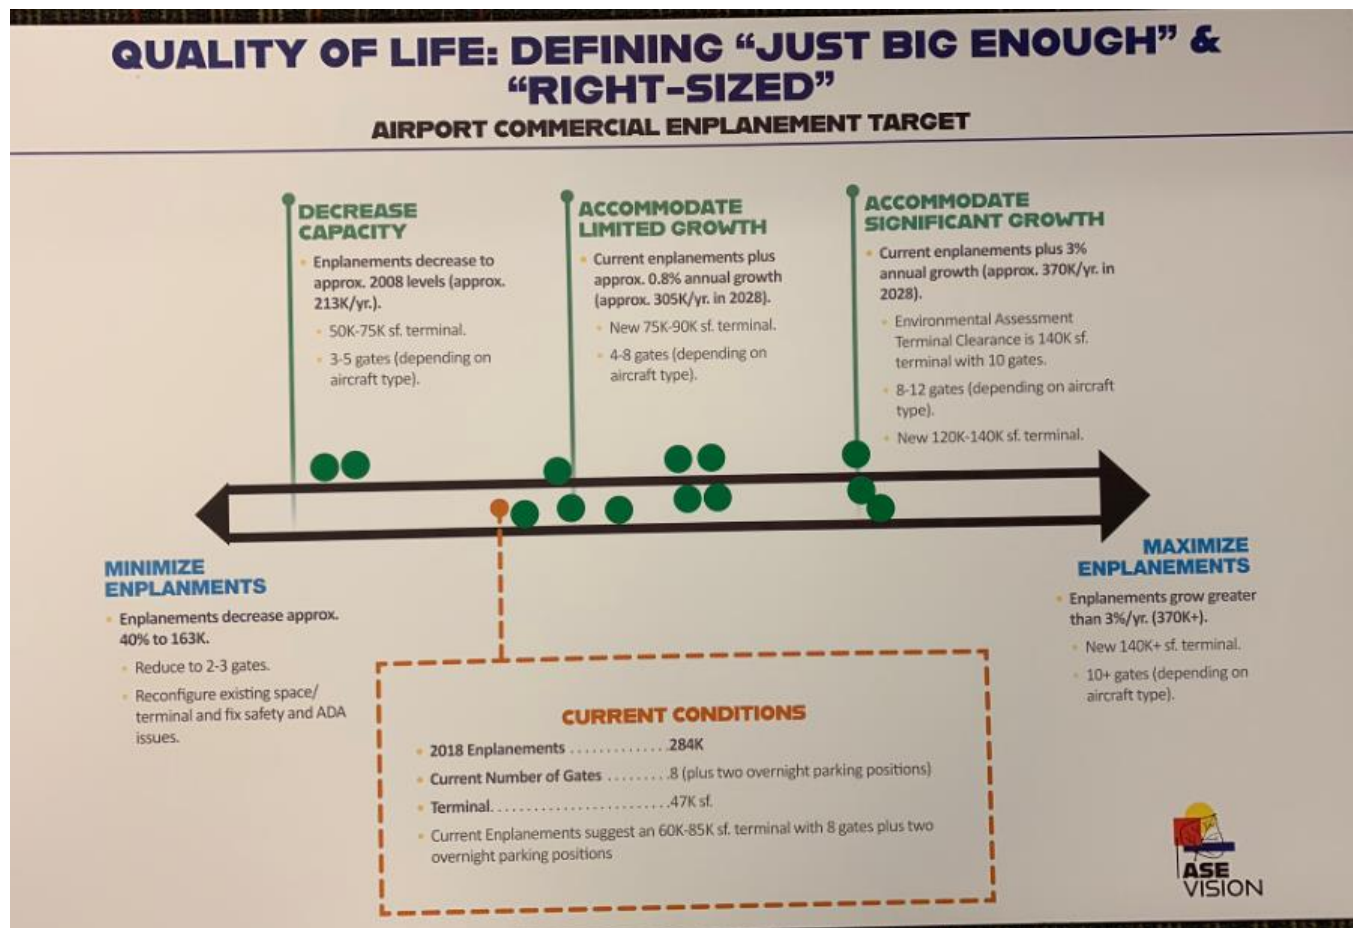 QUALITY OF LIFE: DEFINING “JUST BIG ENOUGH” &
“RIGHT-SIZED”
AIRPORT COMMERCIAL ENPLANEMENT TARGET
DECREASE
CAPACITY
Enplanements decrease to
approx. 2008 levels (approx.
213K/yr.).
50K-75K sf. terminal.
3-5 gates (depending on
aircraft type).
ACCOMMODATE
LIMITED GROWTH
Current enplanements plus
approx. 0.8% annual growth
(approx. 305K/yr. in 2028).
New 75K-90K sf. terminal.
4-8 gates (depending on
aircraft type).
ACCOMMODATE
SIGNIFICANT GROWTH
Current enplanements plus 3%
annual growth (approx. 370K/yr. in
2028).
Environmental Assessment
Terminal Clearance is 140K sf.
terminal with 10 gates.
8-12 gates (depending on aircraft
type).
New 120K-140K sf. terminal.
MINIMIZE
ENPLANMENTS
Enplanements decrease approx.
40% to 163K.
Reduce to 2-3 gates.
Reconfigure existing space/
terminal and fix safety and ADA
issues.
MAXIMIZE
ENPLANEMENTS
Enplanements grow greater
than 3%/yr. (370K+).
New 140K+ sf. terminal.
10+ gates (depending on
aircraft type).
CURRENT CONDITIONS
2018 Enplanements .............284K
Current Number of Gates .........8 (plus two overnight parking positions)
Terminal.........................47K sf.
Current Enplanements suggest an 60K-85K sf. terminal with 8 gates plus two
overnight parking positions
ASE
VISION